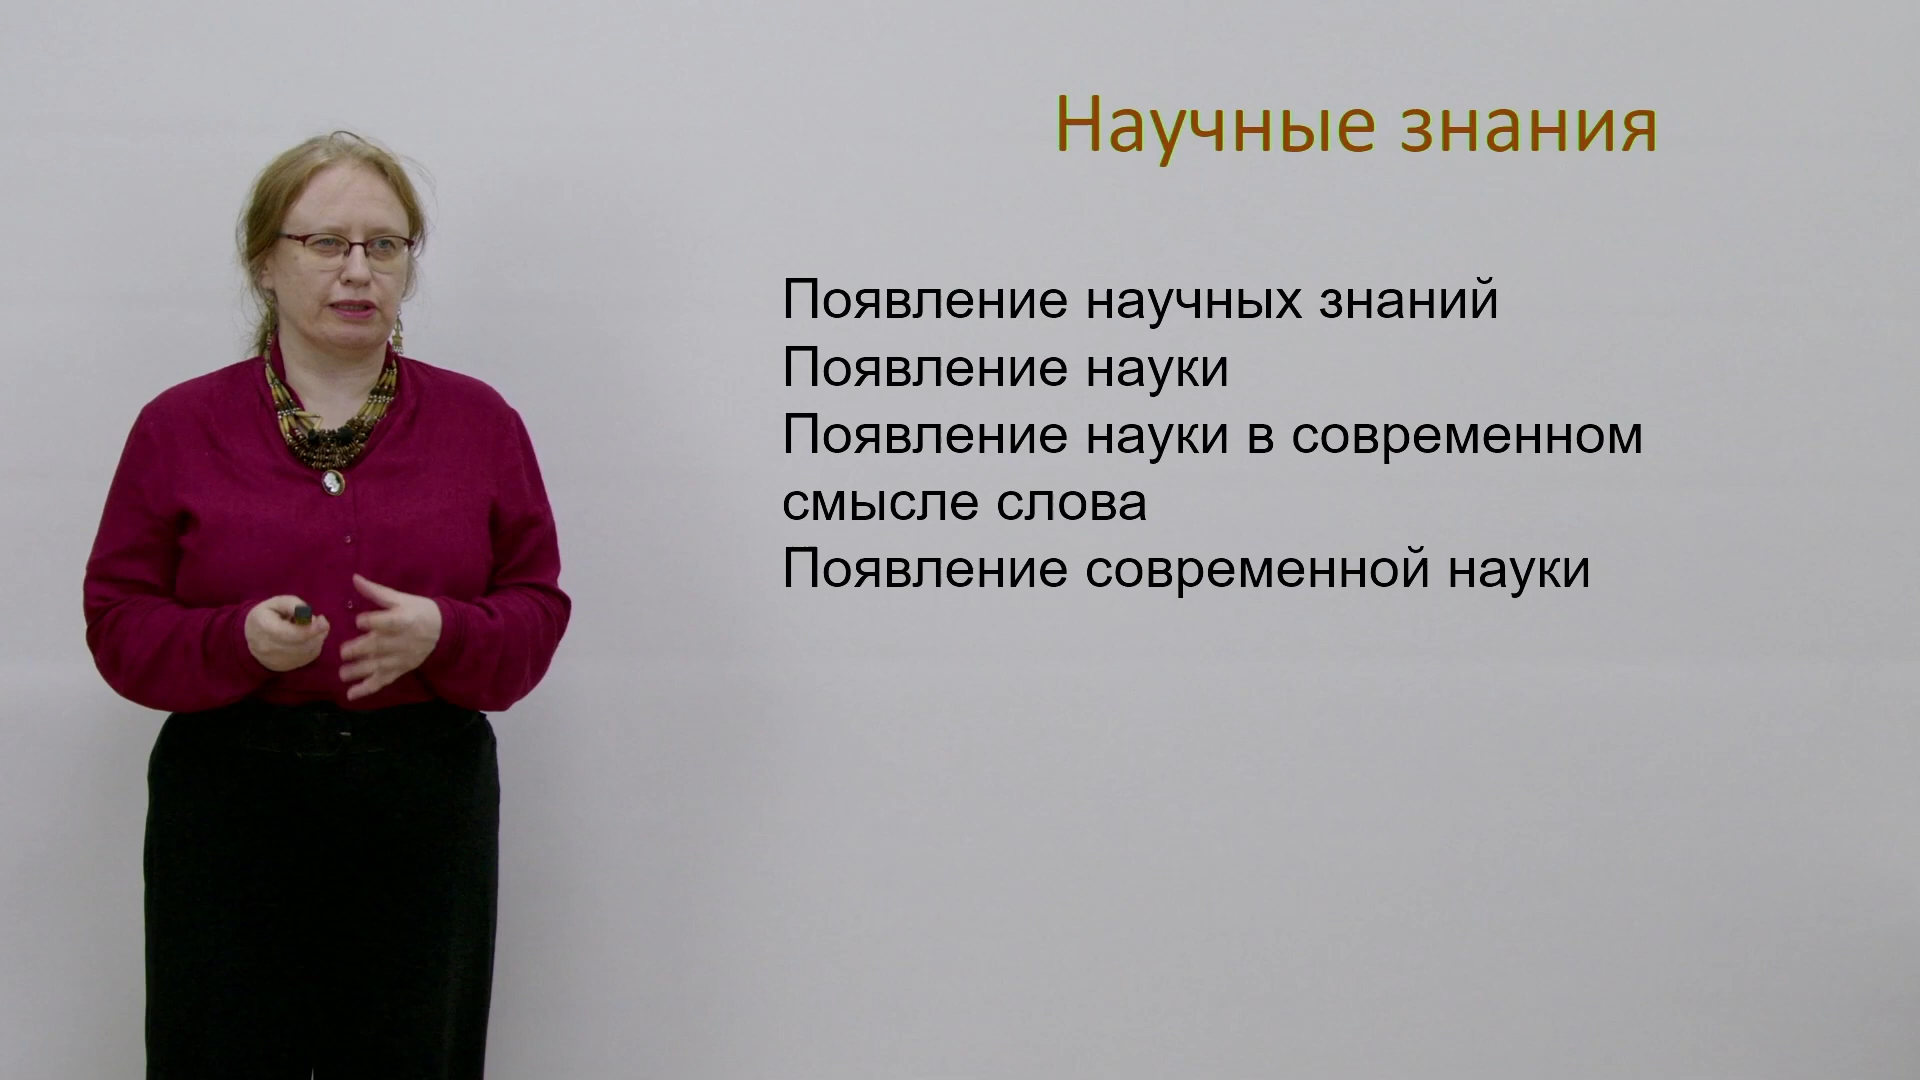 Научные знания
Появление научных знаний
Появление науки
Появление науки в современном
смысле слова
Появление современной науки